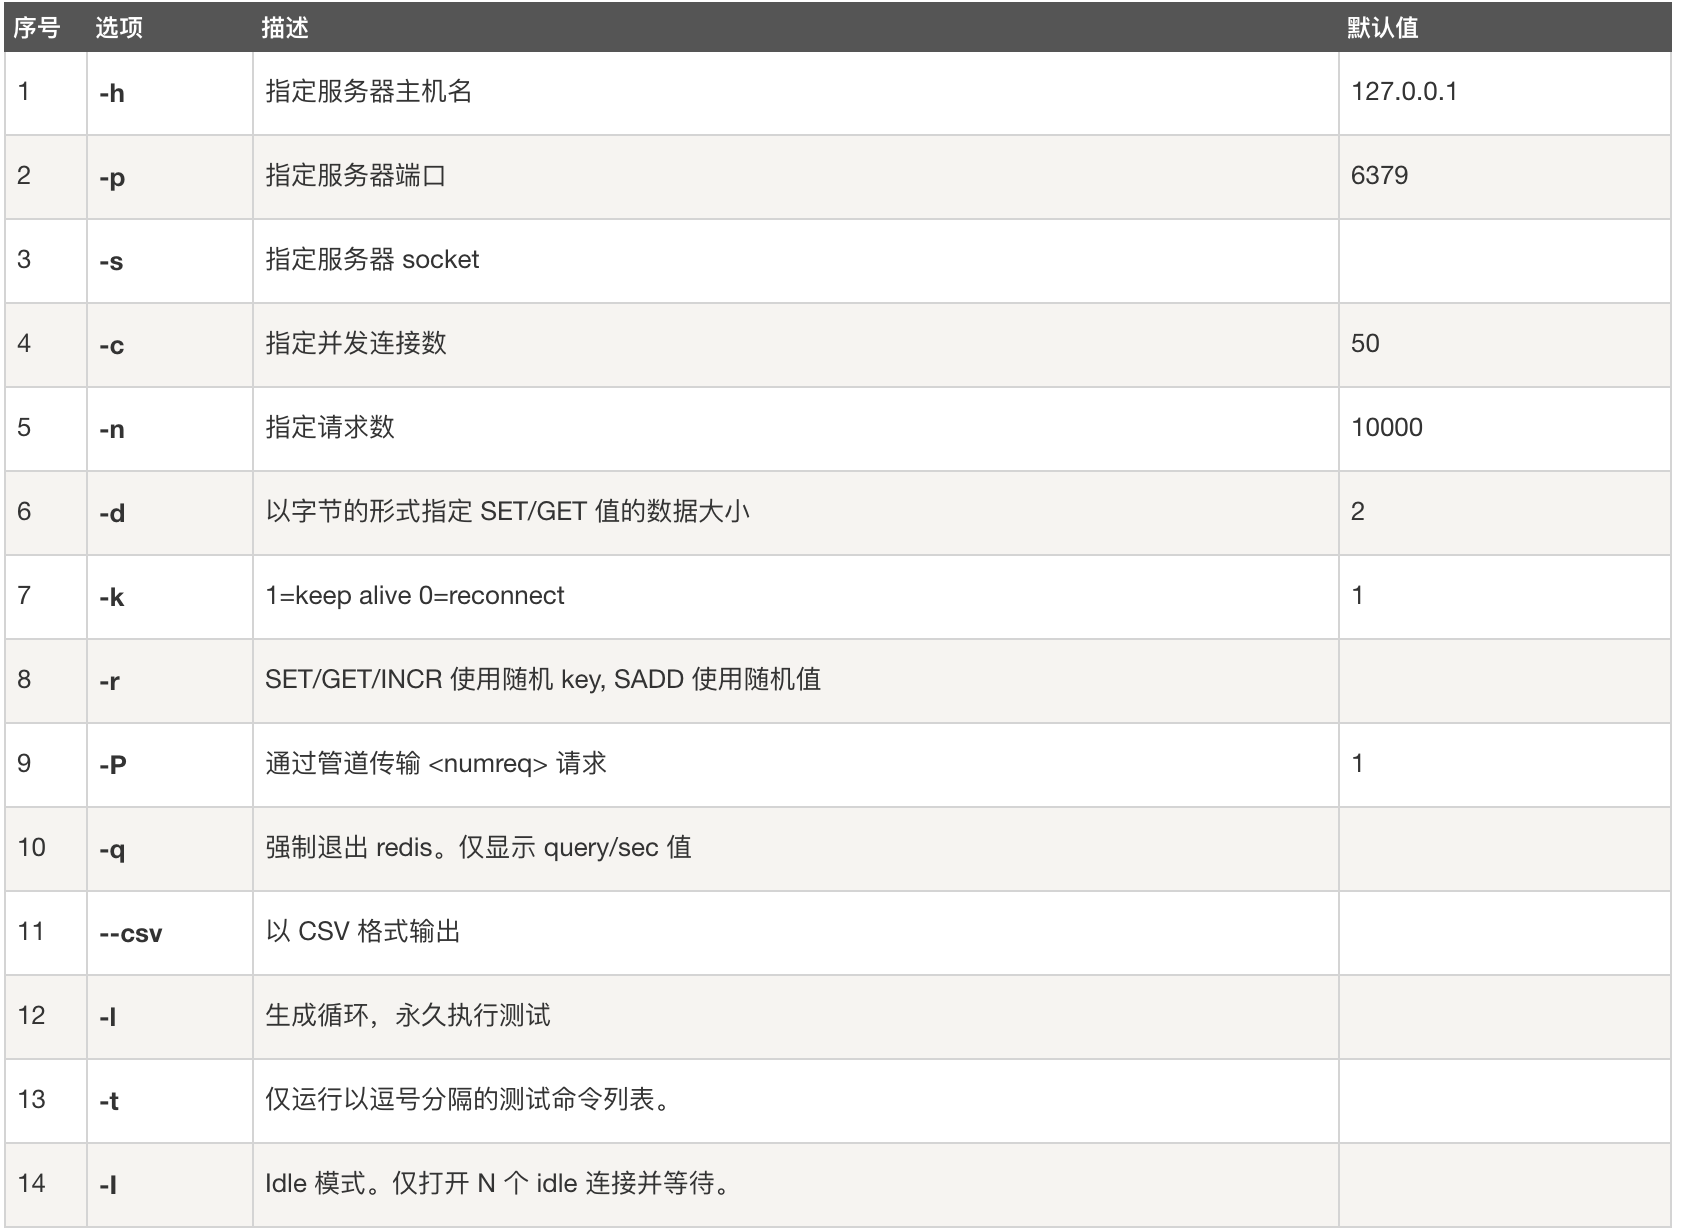 序号 选项 描述 默认值
1 -h 指定服务器主机名 127.0.0.1
2 -p 指定服务器端口 6379
3 -s 指定服务器 socket
4 -c 指定并发连接数 50
5 -n 指定请求数 10000
6 -d 以字节的形式指定 SET/GET 值的数据大小 2
7 -k 1=keep alive 0=reconnect 1
8 -r SET/GET/INCR 使用随机 key, SADD 使用随机值
9 -P 通过管道传输 <numreq> 请求 1
10 -q 强制退出 redis。仅显示 query/sec 值
11 --csv 以 CSV 格式输出
12 -l 生成循环，永久执行测试
13 -t 仅运行以逗号分隔的测试命令列表。
14 -I Idle 模式。仅打开 N 个 idle 连接并等待。